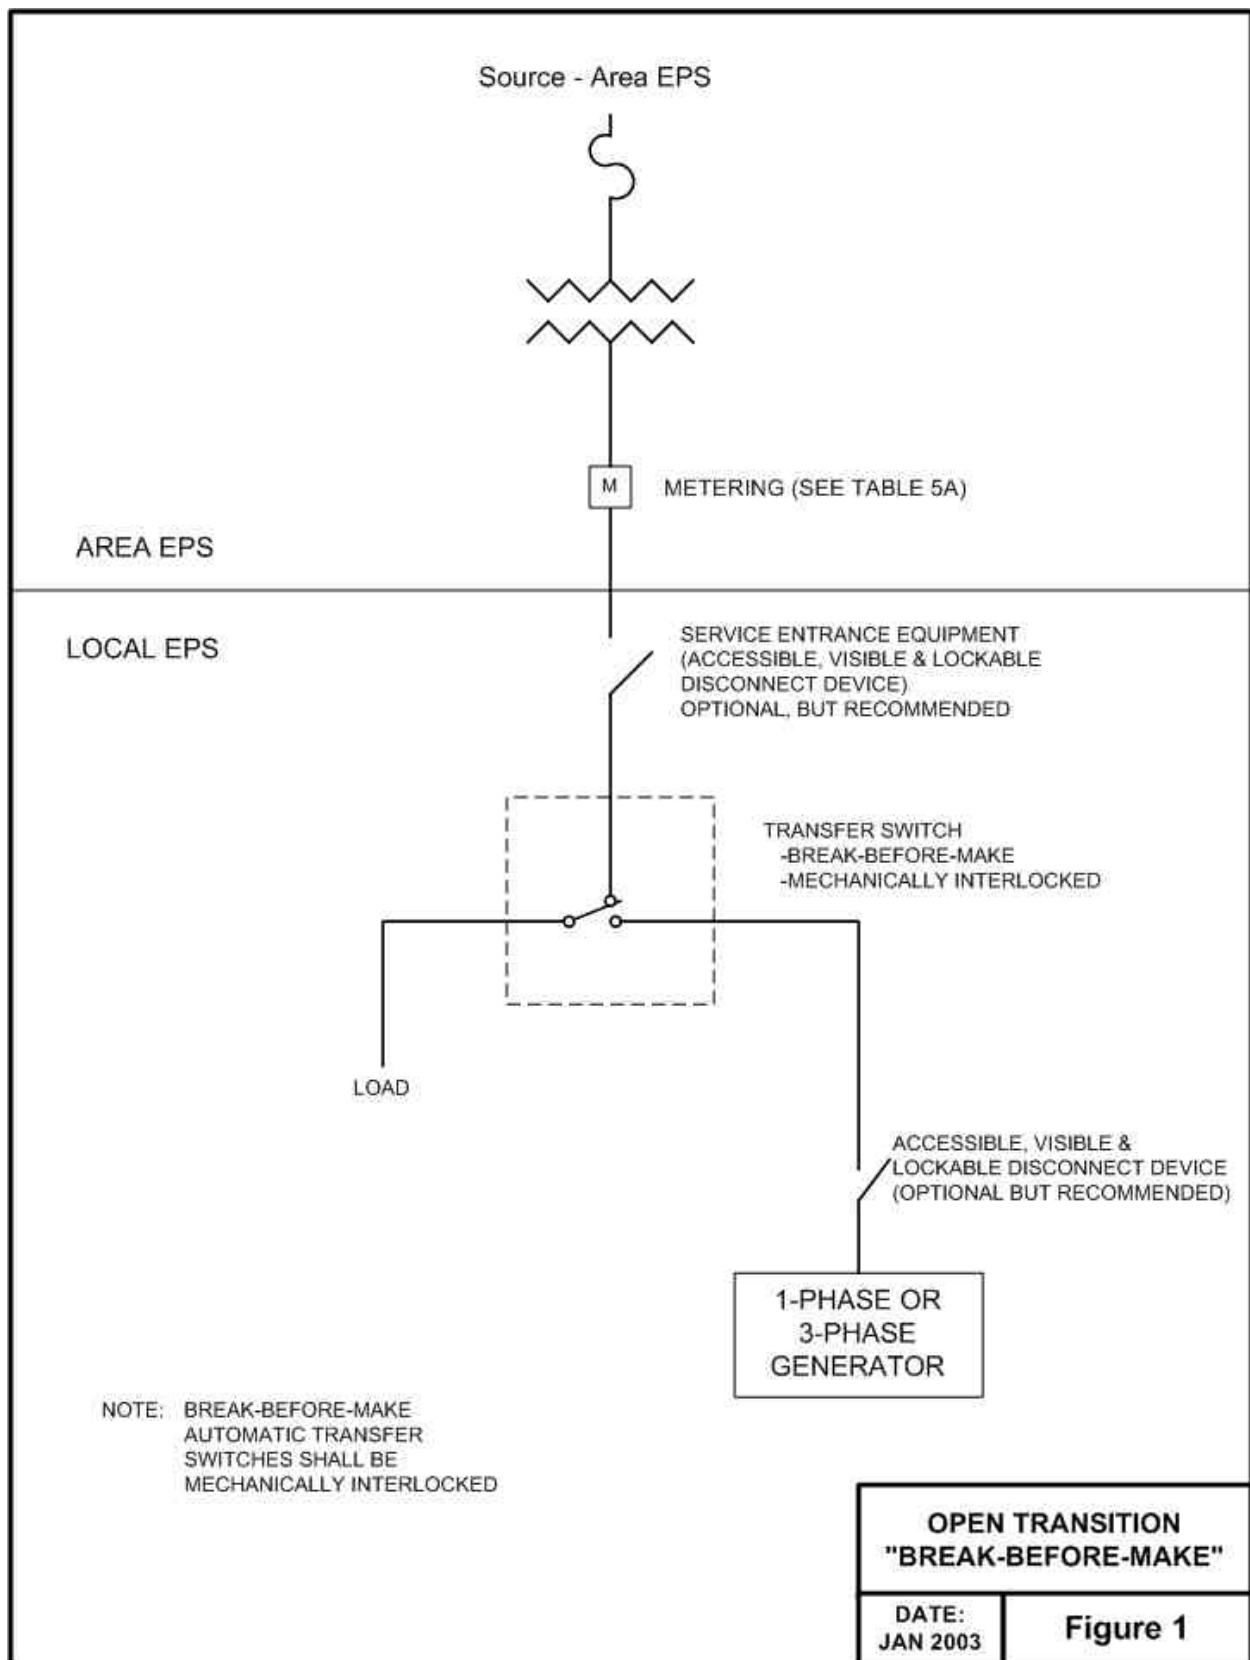 Source - Area EPS
M
METERING (SEE TABLE 5A)
AREA EPS
LOCAL EPS
SERVICE ENTRANCE EQUIPMENT
(ACCESSIBLE, VISIBLE & LOCKABLE
DISCONNECT DEVICE)
OPTIONAL, BUT RECOMMENDED
TRANSFER SWITCH
-BREAK-BEFORE-MAKE
-MECHANICALLY INTERLOCKED
LOAD
ACCESSIBLE, VISIBLE &
LOCKABLE DISCONNECT DEVICE
(OPTIONAL BUT RECOMMENDED)
1-PHASE OR
3-PHASE
GENERATOR
NOTE: BREAK-BEFORE-MAKE
AUTOMATIC TRANSFER
SWITCHES SHALL BE
MECHANICALLY INTERLOCKED
OPEN TRANSITION
"BREAK-BEFORE-MAKE"
DATE:
JAN 2003
Figure 1